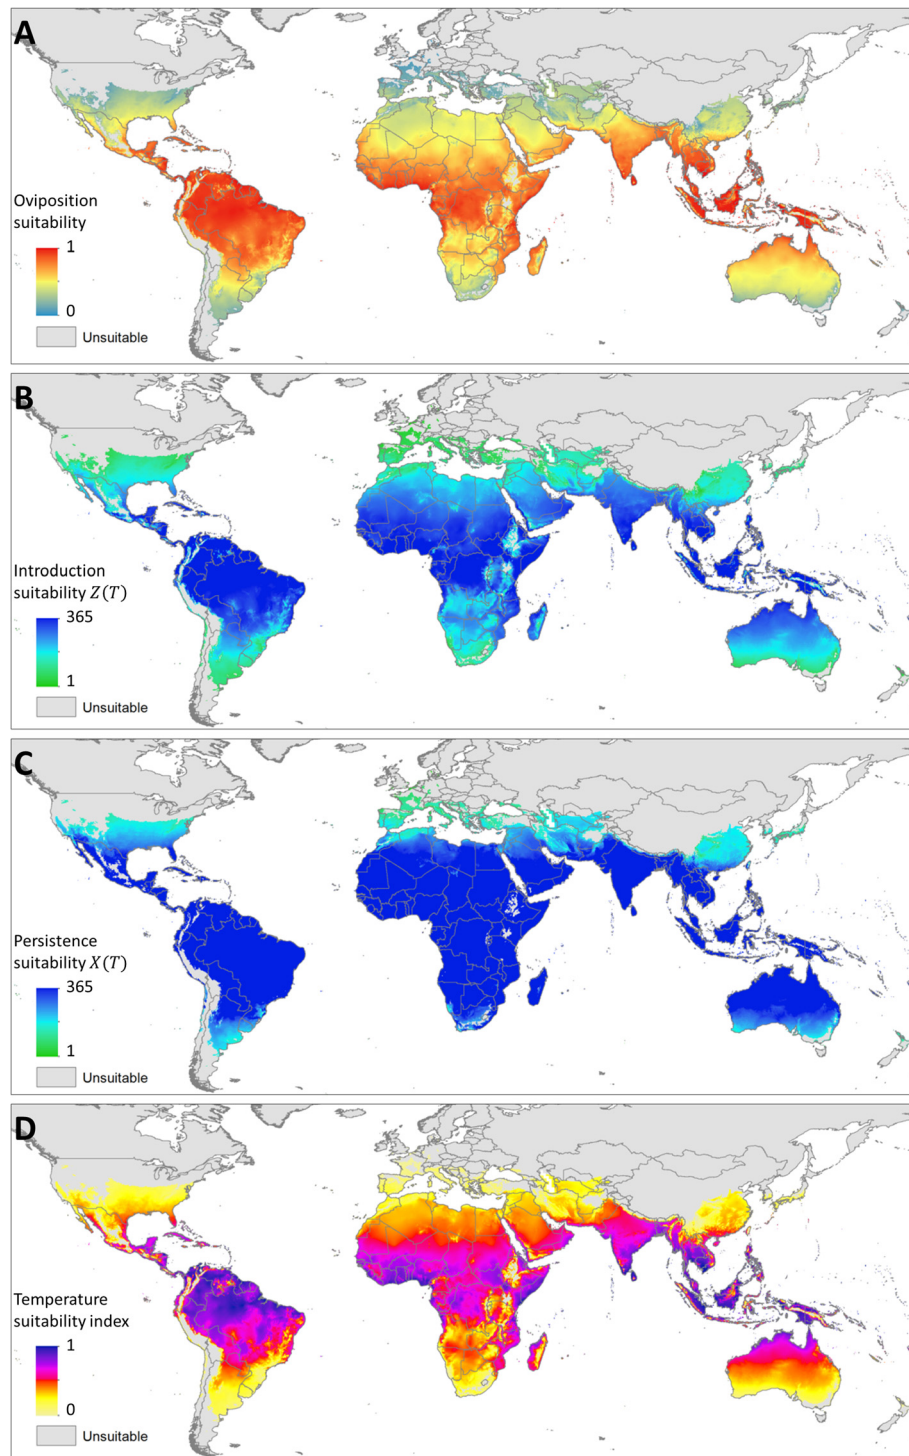 A
Oviposition
suitability
1
0
Unsuitable
B
Introduction
suitability Z(T)
365
1
Unsuitable
C
Persistence
suitability X(T)
365
1
Unsuitable
D
Temperature
suitability index
1
0
Unsuitable